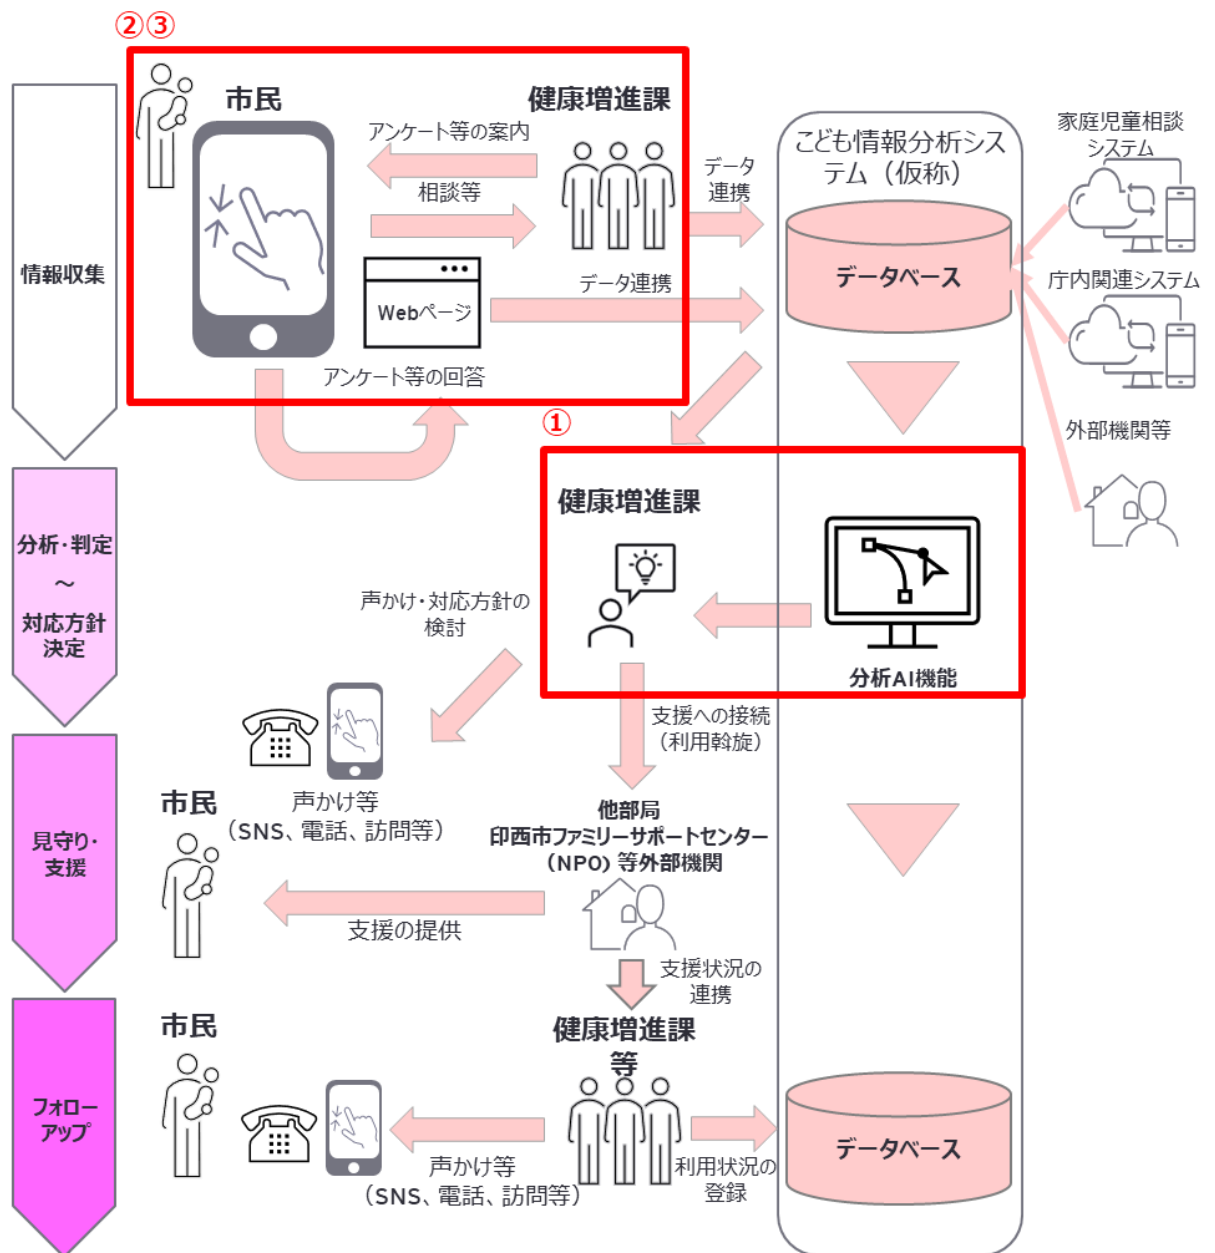 ②③
市民
健康増進課
アンケート等の案内
相談等
データ
連携
Webページ
データ連携
アンケート等の回答
情報収集
こども情報分析シス
テム（仮称）
データベース
家庭児童相談
システム
庁内関連システム
外部機関等
①
分析・判定
～
対応方針
決定
健康増進課
分析AI機能
声かけ・対応方針の
検討
支援への接続
（利用斡旋）
見守り・
支援
声かけ等
（SNS、電話、訪問等）
市民
他部局
印西市ファミリーサポートセンター
（NPO) 等外部機関
支援の提供
支援状況の
連携
フォロー
アップ
市民
健康増進課
等
声かけ等
（SNS、電話、訪問等）
利用状況の
登録
データベース